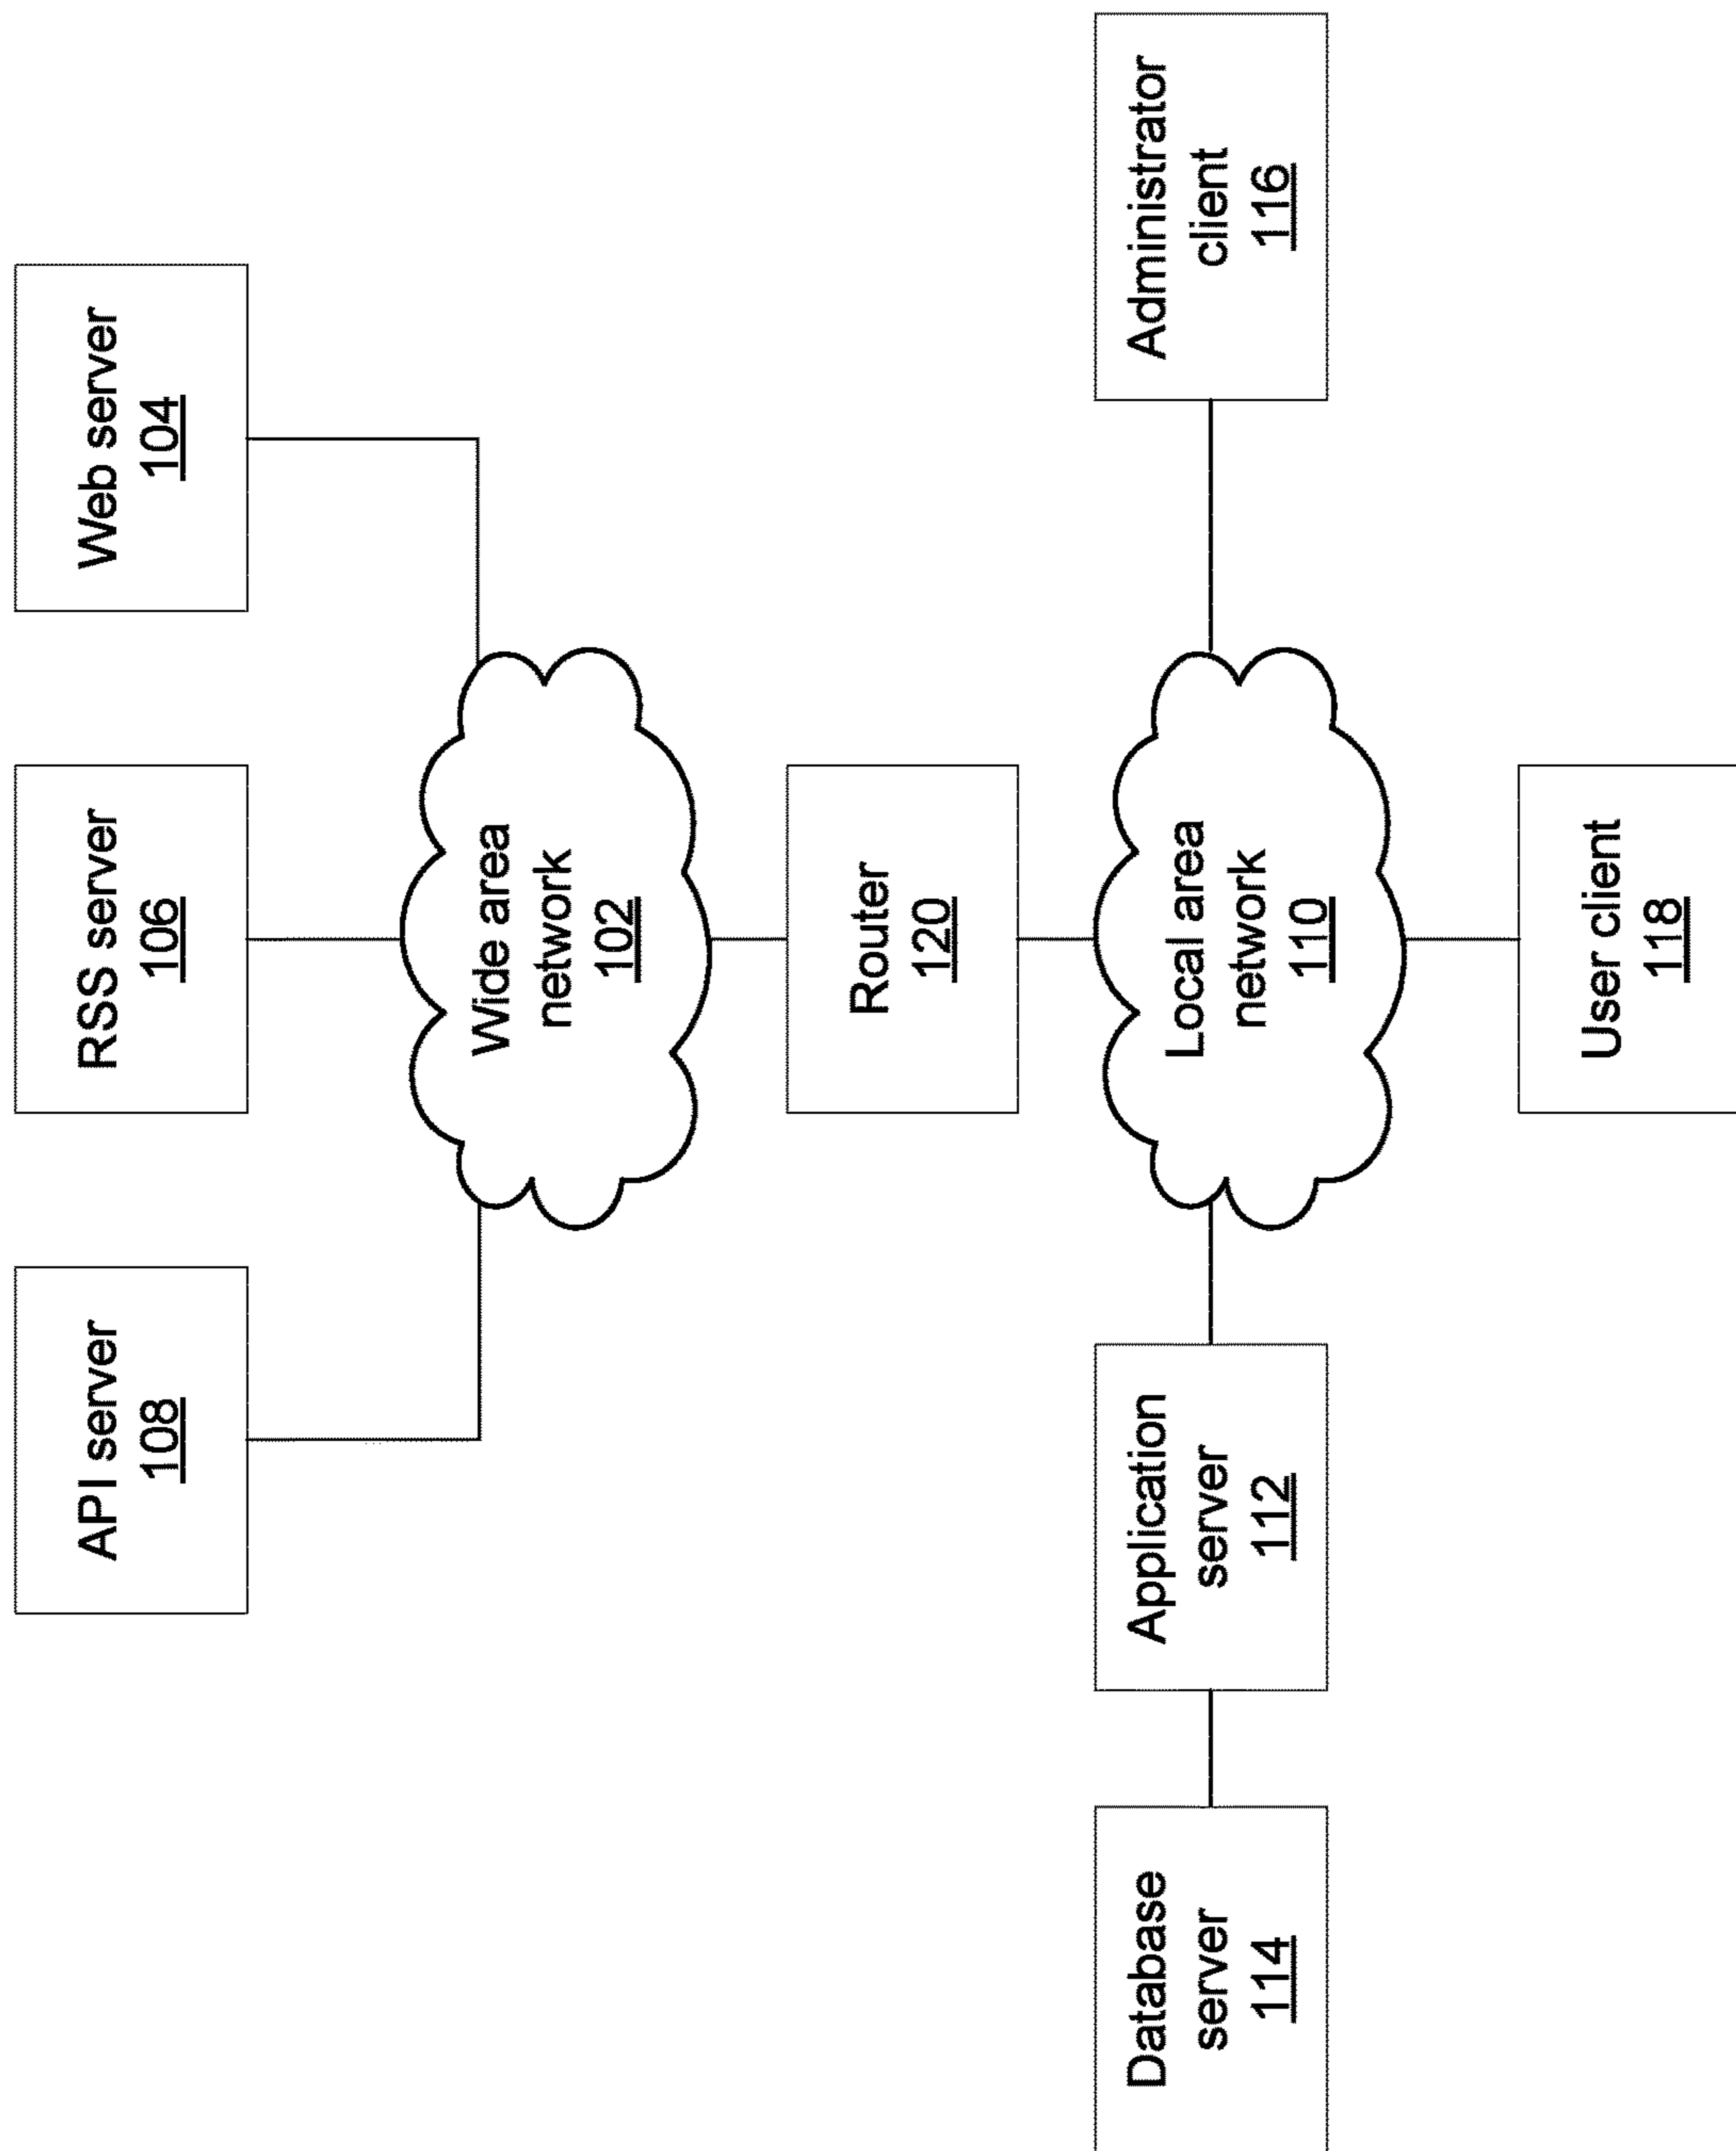 API server
108
RSS server
106
Web server
104
Wide area
network
102
Router
120
Database
server
114
Application
server
112
Local area
network
110
Administrator
client
116
User client
118